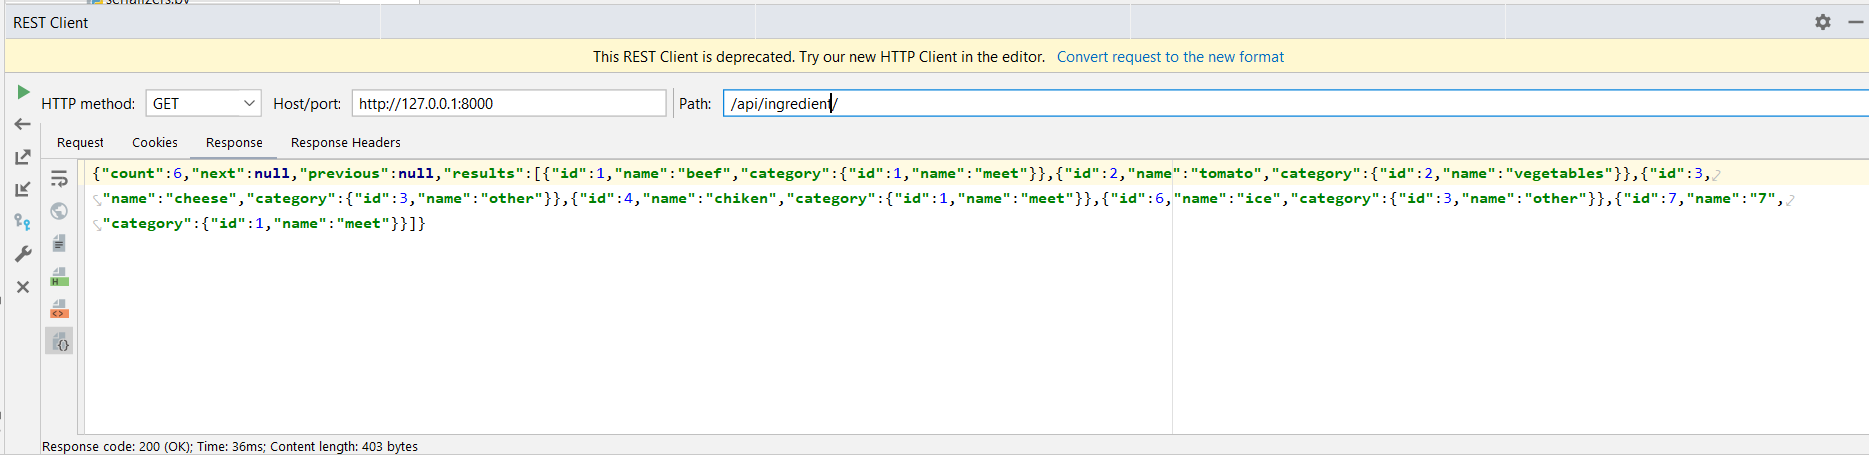 serializers.py
REST Client
This REST Client is deprecated. Try our new HTTP Client in the editor. Convert request to the new format
HTTP method: GET Host/port: http://127.0.0.1:8000 Path: /api/ingredient/
Request Cookies Response Response Headers
{"count":6,"next":null,"previous":null,"results":[{"id":1,"name":"beef","category":{"id":1,"name":"meet"}},{"id":2,"name":"tomato","category":{"id":2,"name":"vegetables"}},{"id":3,
"name":"cheese","category":{"id":3,"name":"other"}},{"id":4,"name":"chiken","category":{"id":1,"name":"meet"}},{"id":6,"name":"ice","category":{"id":3,"name":"other"}},{"id":7,"name":"7",
"category":{"id":1,"name":"meet"}}]}
Response code: 200 (OK); Time: 36ms; Content length: 403 bytes